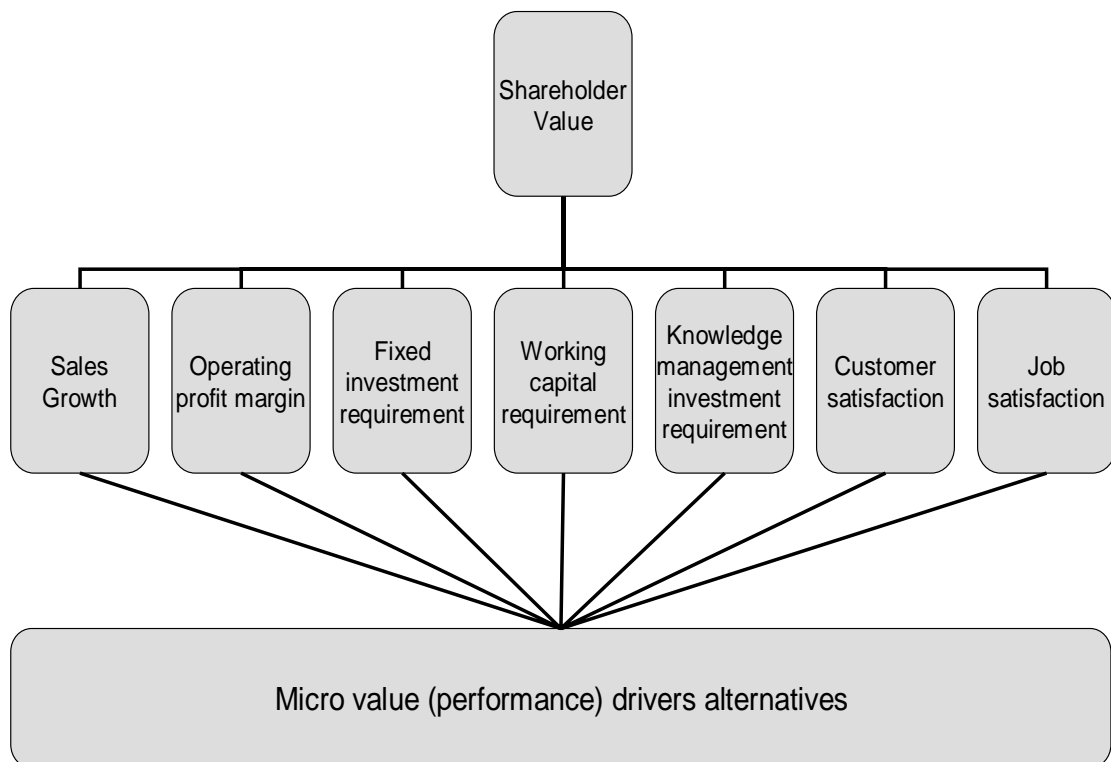 Shareholder
Value
Sales
Growth
Operating
profit margin
Fixed
investment
requirement
Working
capital
requirement
Knowledge
management
investment
requirement
Customer
satisfaction
Job
satisfaction
Micro value (performance) drivers alternatives